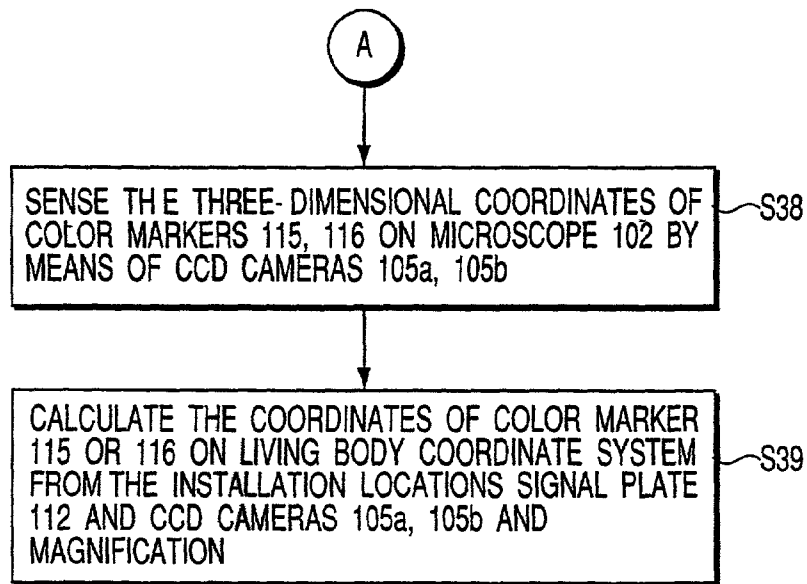 A
SENSE THE THREE-DIMENSIONAL COORDINATES OF
COLOR MARKERS 115, 116 ON MICROSCOPE 102 BY
MEANS OF CCD CAMERAS 105a, 105b
S38
CALCULATE THE COORDINATES OF COLOR MARKER
115 OR 116 ON LIVING BODY COORDINATE SYSTEM
FROM THE INSTALLATION LOCATIONS SIGNAL PLATE
112 AND CCD CAMERAS 105a, 105b AND
MAGNIFICATION
S39